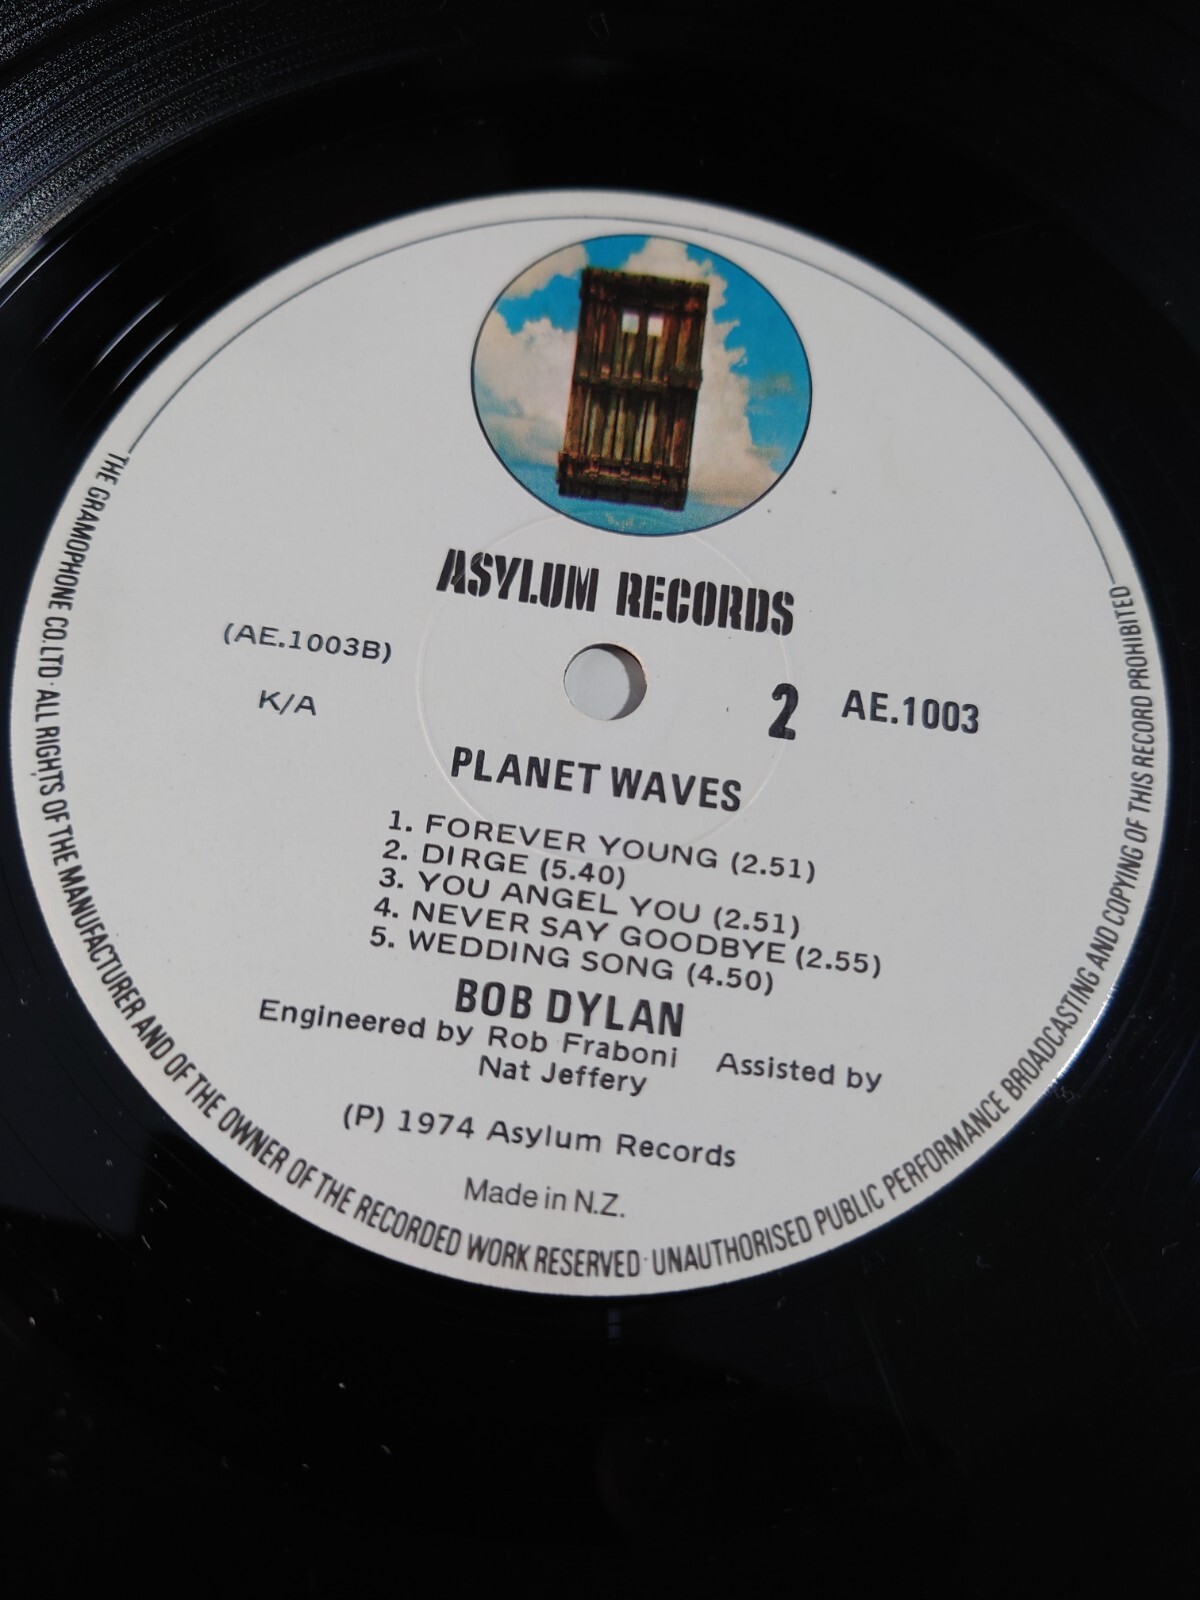 ASYLUM RECORDS
(AE.1003B)
K/A
2 AE.1003
PLANET WAVES
1. FOREVER YOUNG (2.51)
2. DIRGE (5.40)
3. YOU ANGEL YOU (2.51)
4. NEVER SAY GOODBYE (2.55)
5. WEDDING SONG (4.50)
BOB DYLAN
Engineered by Rob Fraboni Assisted by
Nat Jeffery
(P) 1974 Asylum Records
Made in N.Z.
THE GRAMOPHONE CO.LTD·ALL RIGHTS OF THE MANUFACTURER AND OF THE OWNER OF THE RECORDED WORK RESERVED·UNAUTHORISED PUBLIC PERFORMANCE BROADCASTING AND COPYING OF THIS RECORD PROHIBITED